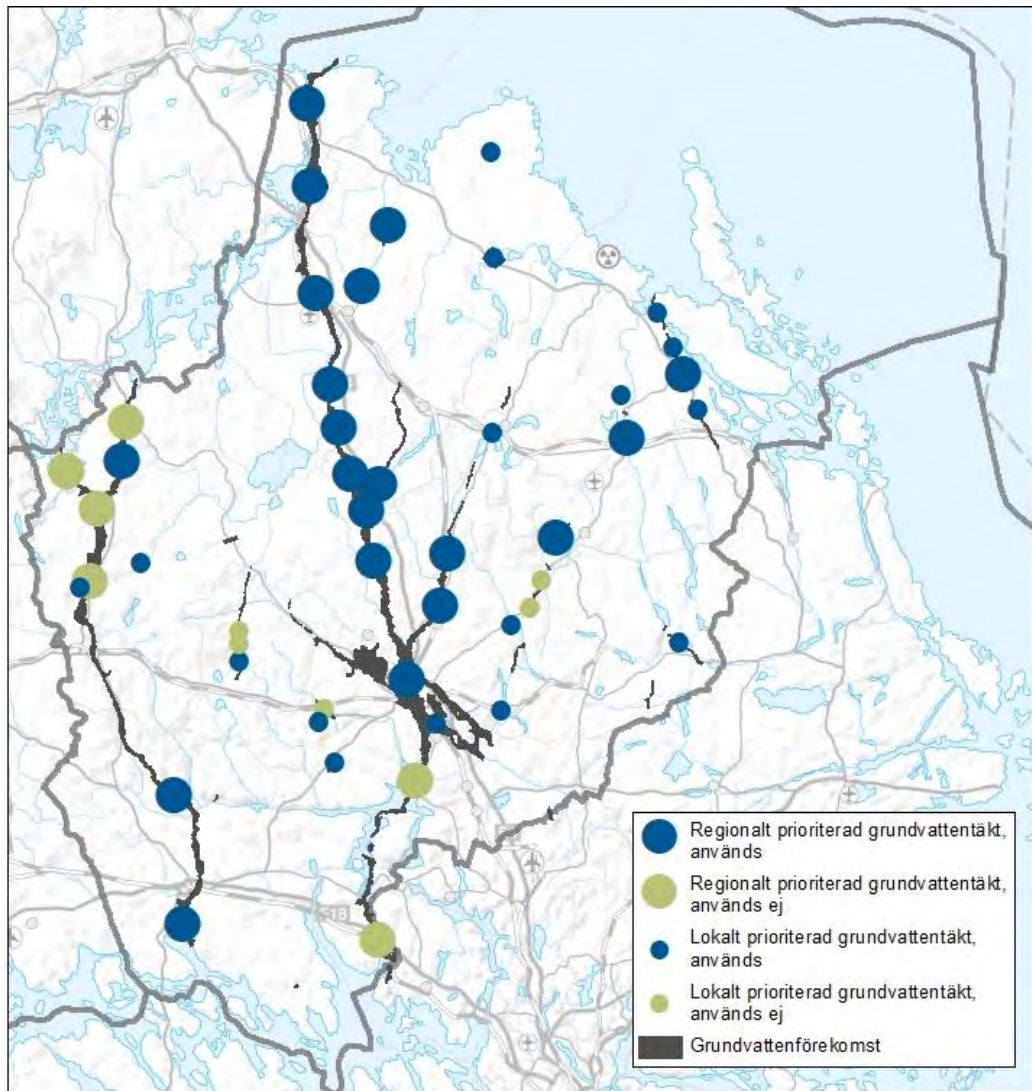 E18
Regionalt prioriterad grundvattentäkt,
används
Regionalt prioriterad grundvattentäkt,
används ej
Lokalt prioriterad grundvattentäkt,
används
Lokalt prioriterad grundvattentäkt,
används ej
Grundvattenförekomst